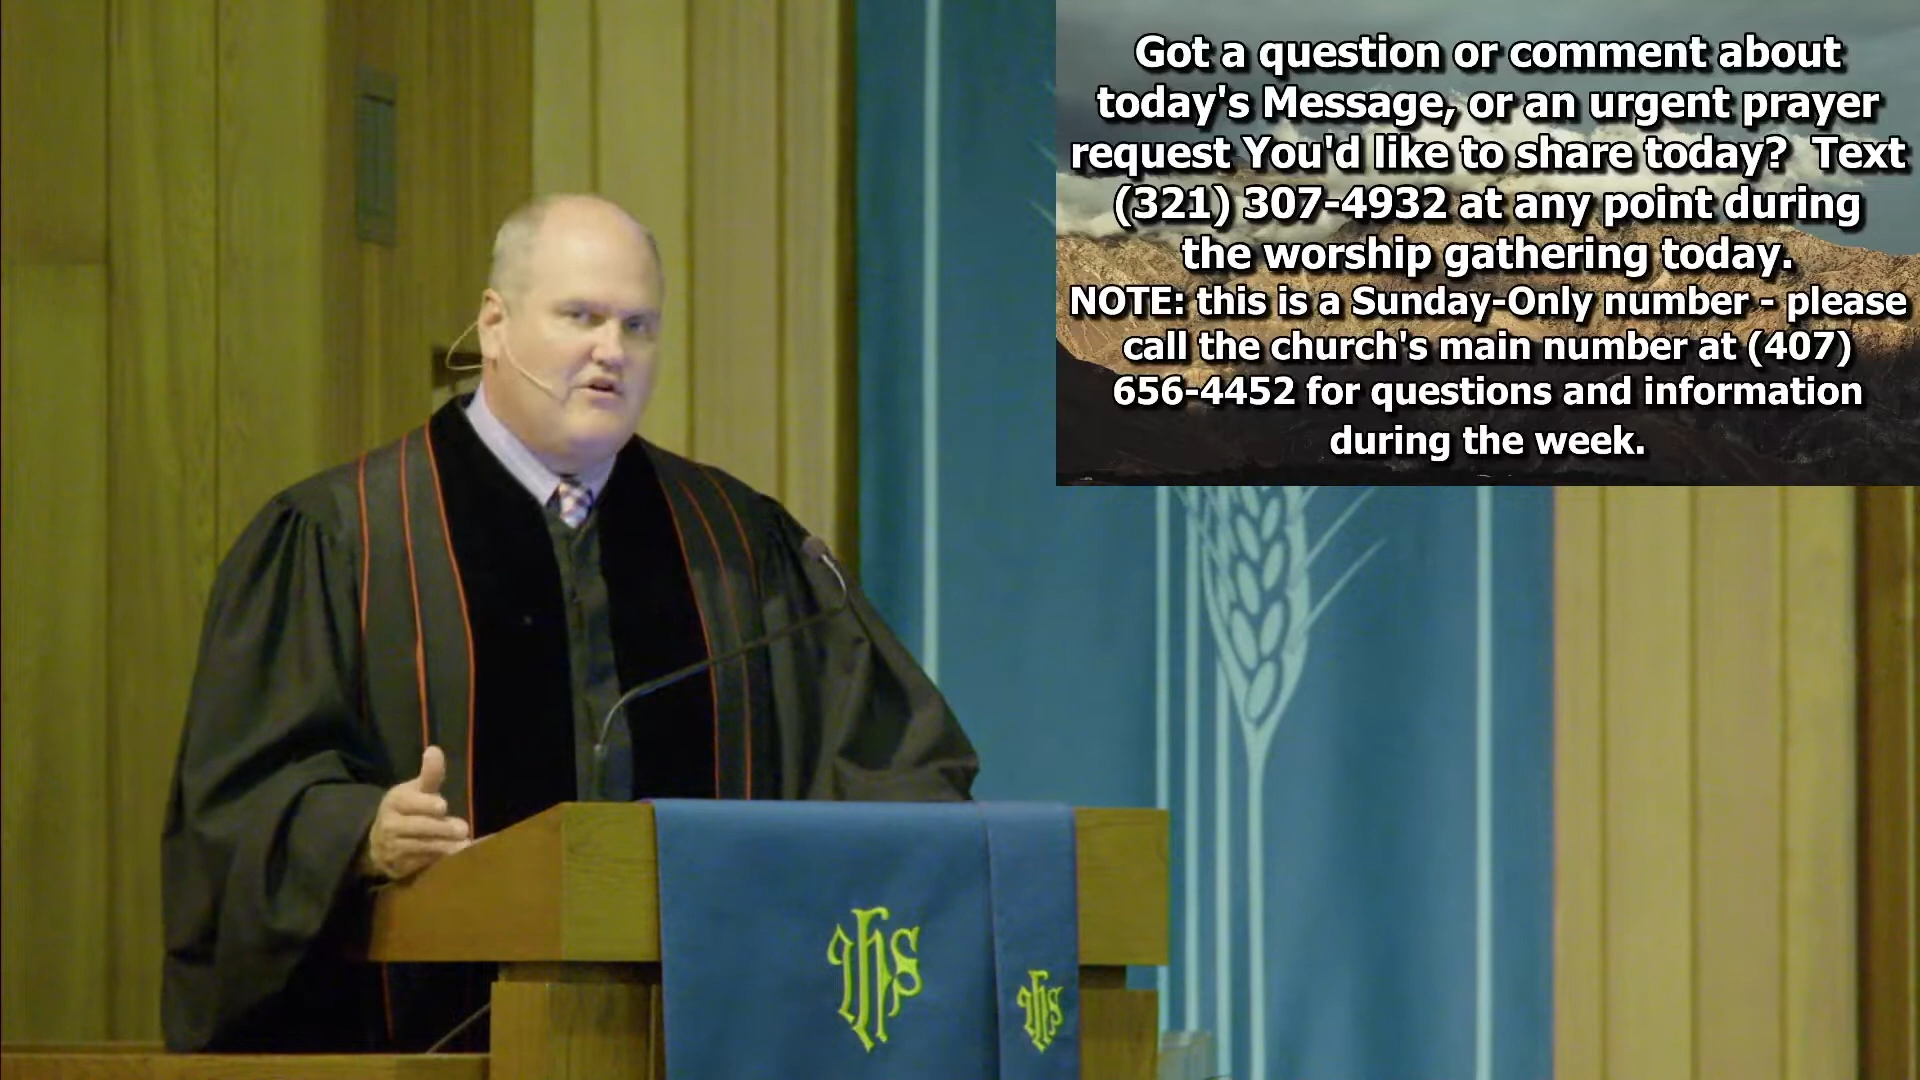 Got a question or comment about
today's Message, or an urgent prayer
request You'd like to share today?  Text
(321) 307-4932 at any point during
the worship gathering today.
NOTE: this is a Sunday-Only number - please
call the church's main number at (407)
656-4452 for questions and information
during the week.
IHS
IHS